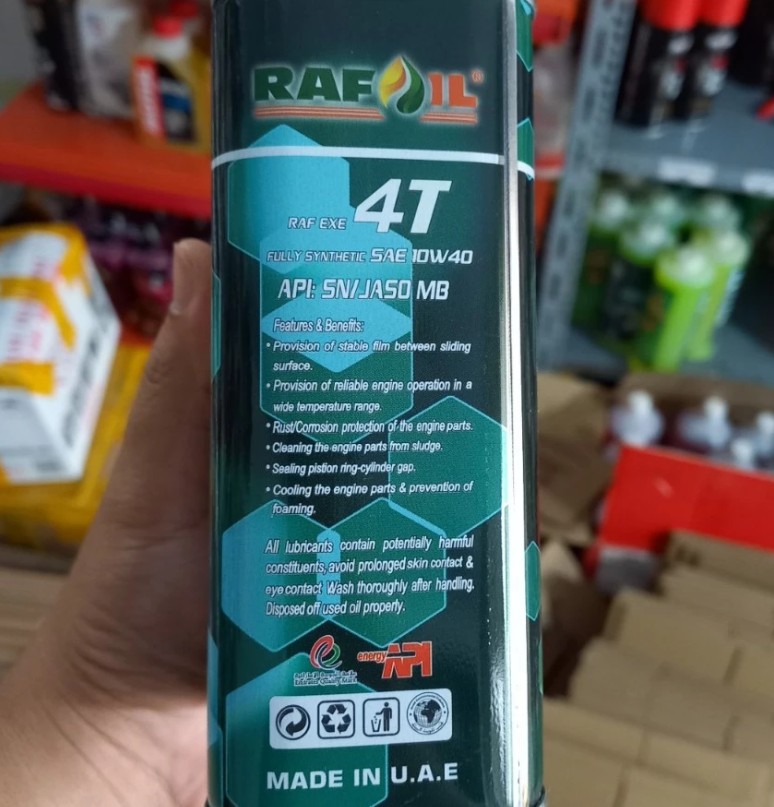 RAF OIL®
RAF EXE 4T
FULLY SYNTHETIC SAE 10W40
API: SN/JASO MB
Features & Benefits:
• Provision of stable film between sliding
surface.
• Provision of reliable engine operation in a
wide temperature range.
• Rust/Corrosion protection of the engine parts.
• Cleaning the engine parts from sludge.
• Sealing pistion ring-cylinder gap.
• Cooling the engine parts & prevention of
foaming.
All lubricants contain potentially harmful
constituents, avoid prolonged skin contact &
eye contact. Wash thoroughly after handling.
Disposed off used oil properly.
energy API
MADE IN U.A.E